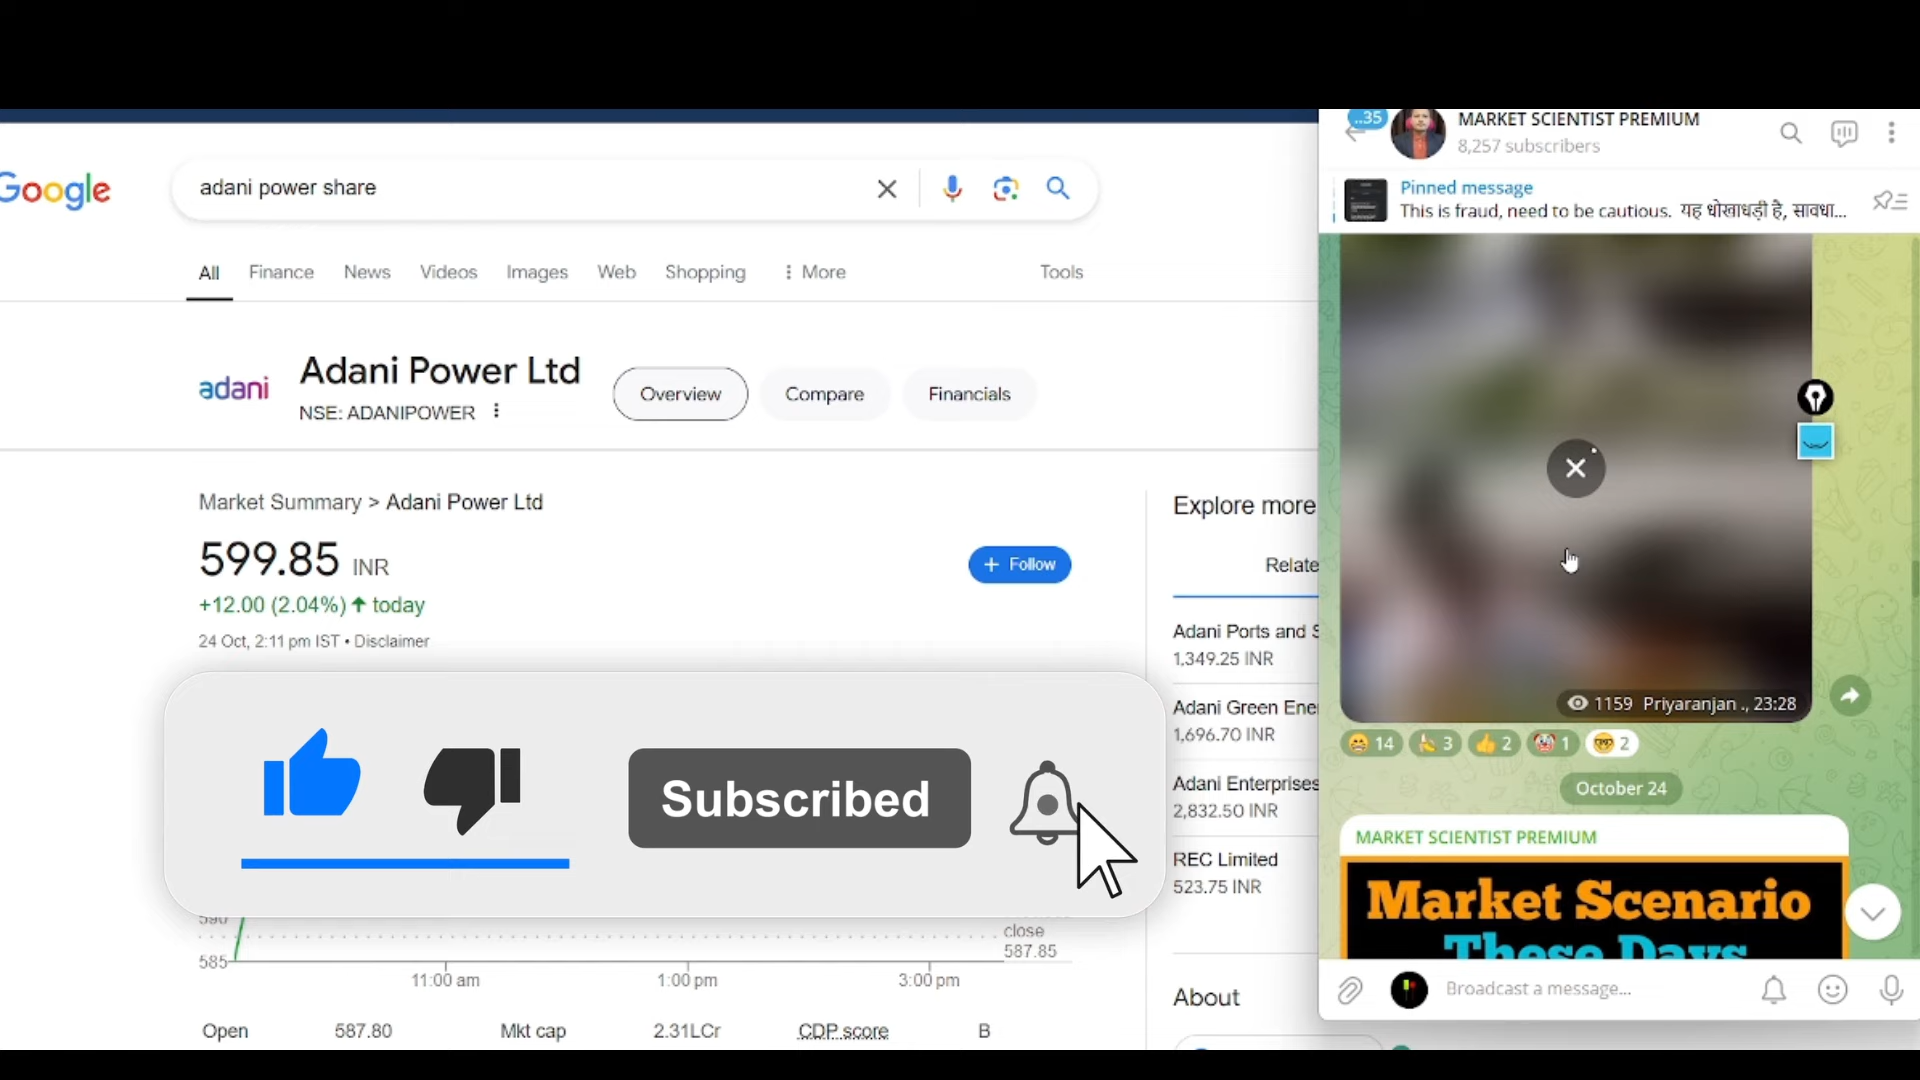 Google
adani power share
All Finance News Videos Images Web Shopping More Tools
adani
Adani Power Ltd
NSE: ADANIPOWER
Overview Compare Financials
Market Summary > Adani Power Ltd
599.85 INR
+ Follow
+12.00 (2.04%) today
24 Oct, 2:11 pm IST • Disclaimer
Subscribed
590
585
close
587.85
11:00 am 1:00 pm 3:00 pm
Open 587.80 Mkt cap 2.31LCr CDP score B
Explore more
Relate
Adani Ports and S
1,349.25 INR
Adani Green Ene
1,696.70 INR
Adani Enterprises
2,832.50 INR
REC Limited
523.75 INR
About
..35
MARKET SCIENTIST PREMIUM
8,257 subscribers
Pinned message
This is fraud, need to be cautious. यह धोखाधड़ी है, सावधा...
1159 Priyaranjan ., 23:28
14 3 2 1 2
October 24
MARKET SCIENTIST PREMIUM
Market Scenario
These Days
Broadcast a message...